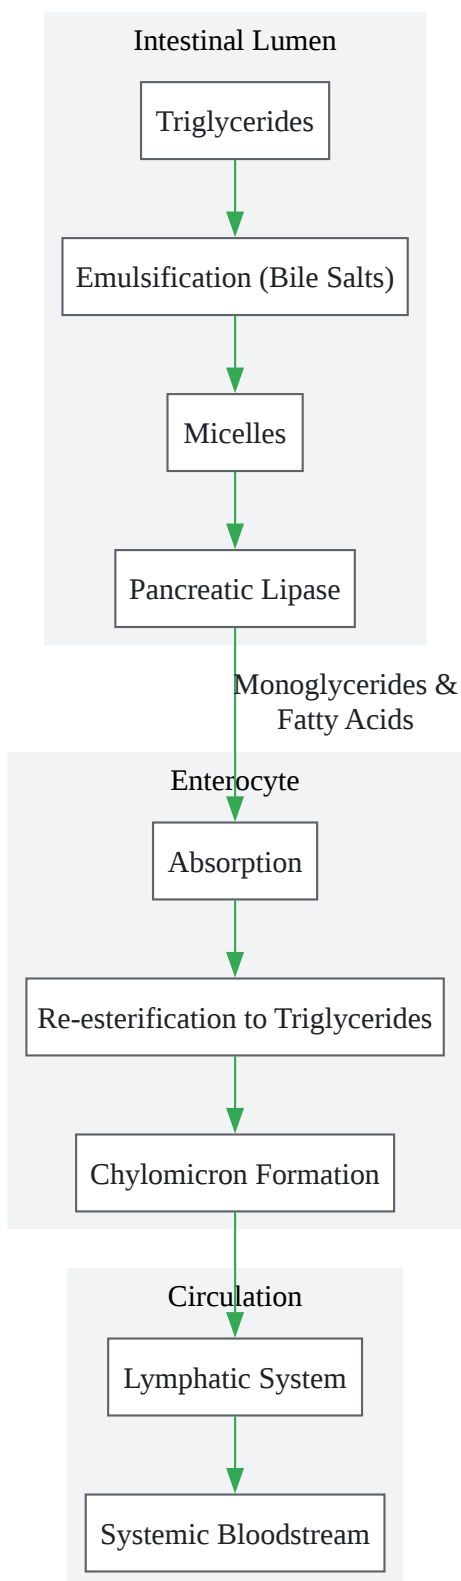 Intestinal Lumen
Triglycerides
Emulsification (Bile Salts)
Micelles
Pancreatic Lipase
Monoglycerides &
Fatty Acids
Enterocyte
Absorption
Re-esterification to Triglycerides
Chylomicron Formation
Circulation
Lymphatic System
Systemic Bloodstream